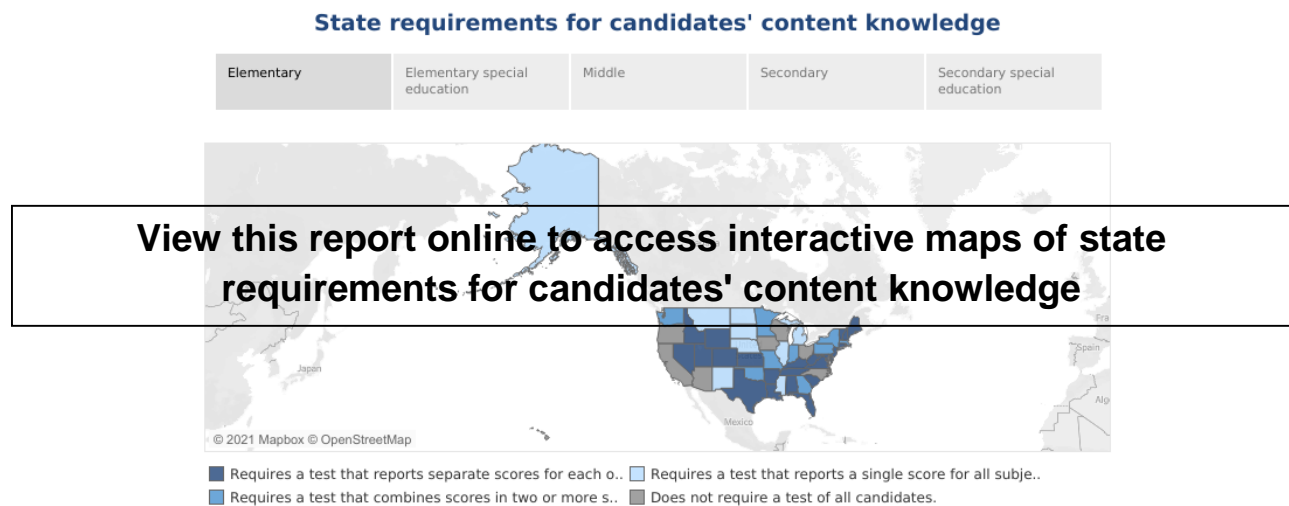 State requirements for candidates' content knowledge
Elementary
Elementary special
education
Middle
Secondary
Secondary special
education
View this report online to access interactive maps of state
requirements for candidates' content knowledge
Japan
Mexico
Fra
Spain
Alg
© 2021 Mapbox © OpenStreetMap
Requires a test that reports separate scores for each o..
Requires a test that reports a single score for all subje..
Requires a test that combines scores in two or more s..
Does not require a test of all candidates.